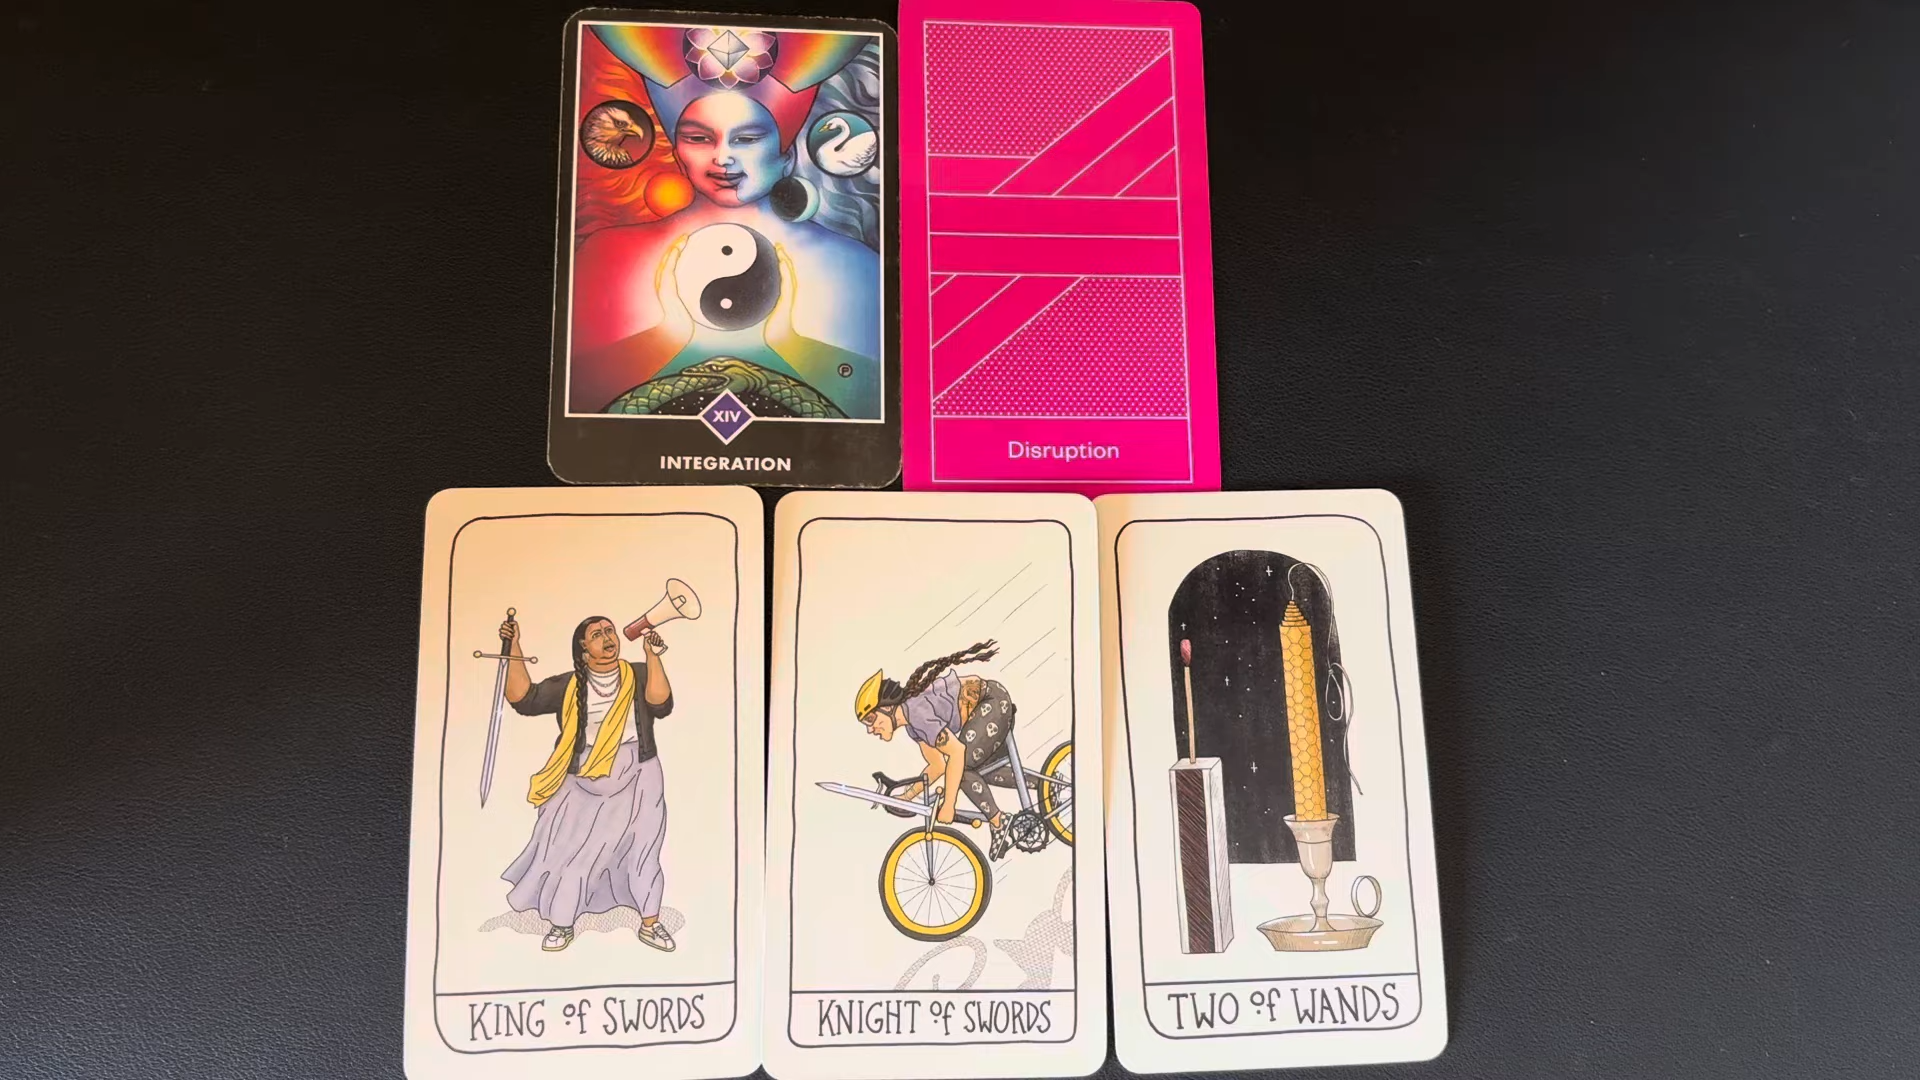 XIV
INTEGRATION
Disruption
KING of SWORDS
KNIGHT of SWORDS
TWO of WANDS